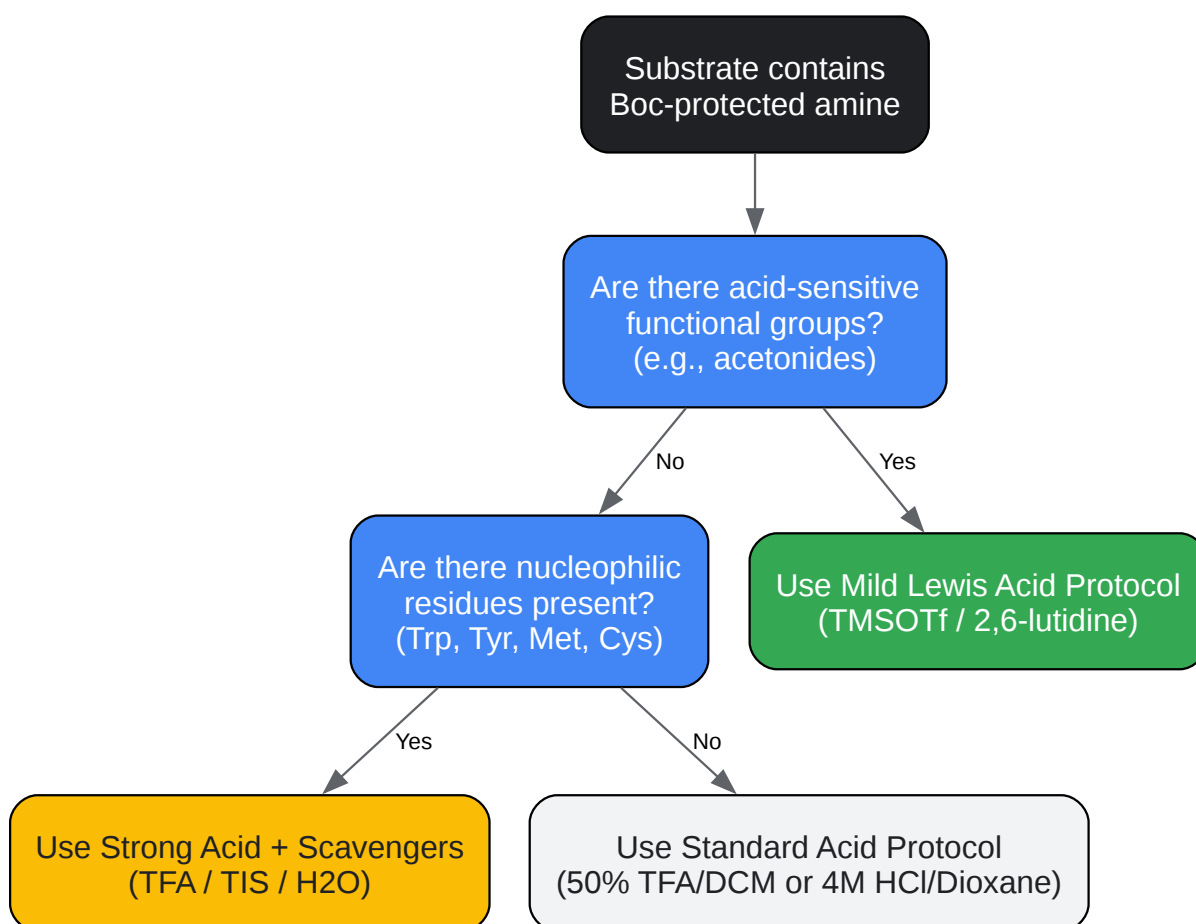 Substrate contains
Boc-protected amine
Are there acid-sensitive
functional groups?
(e.g., acetonides)
No
Yes
Are there nucleophilic
residues present?
(Trp, Tyr, Met, Cys)
Use Mild Lewis Acid Protocol
(TMSOTf / 2,6-lutidine)
Yes
No
Use Strong Acid + Scavengers
(TFA / TIS / H2O)
Use Standard Acid Protocol
(50% TFA/DCM or 4M HCl/Dioxane)